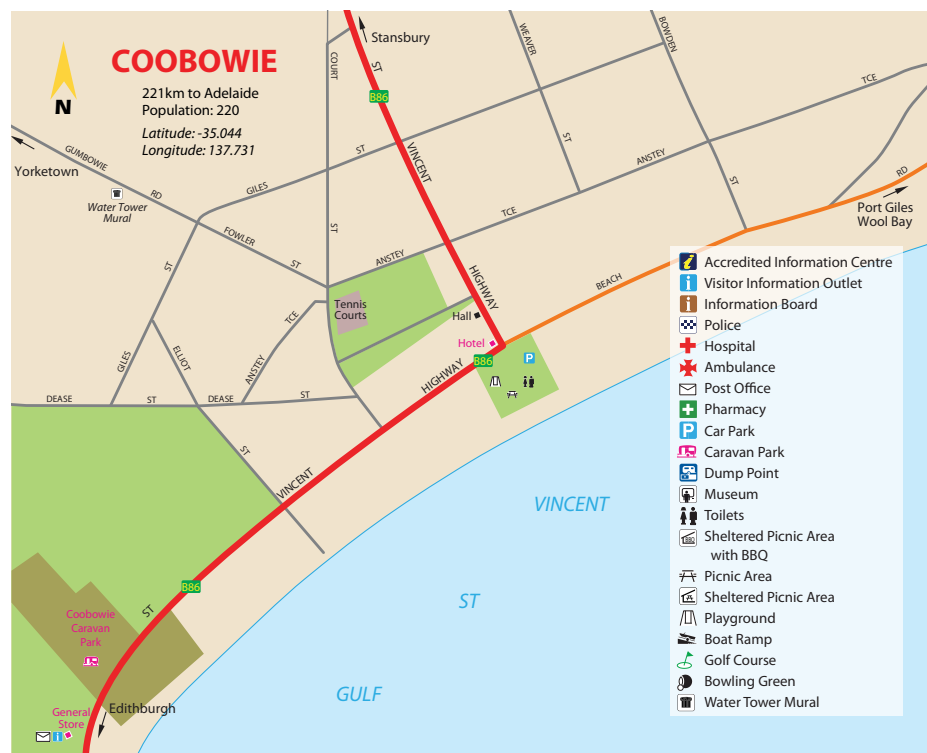 COOBOWIE
221km to Adelaide
Population: 220
Latitude: -35.044
Longitude: 137.731
N
Stansbury
COURT
ST
B86
WEAVER
BOWDEN
TCE
GUMBOWIE
RD
Yorketown
Water Tower
Mural
GILES
ST
VINCENT
ST
ANSTEY
ST
RD
Port Giles
Wool Bay
FOWLER
ST
ST
ANSTEY
TCE
HIGHWAY
BEACH
ST
Tennis
Courts
Hall
Hotel
TCE
ANSTEY
GILES
ELLIOT
HIGHWAY
B86
P
DEASE
ST
DEASE
ST
ST
VINCENT
B86
ST
Coobowie
Caravan
Park
General
Store
i
Edithburgh
VINCENT
ST
GULF
i Accredited Information Centre
i Visitor Information Outlet
i Information Board
Police
Hospital
Ambulance
Post Office
Pharmacy
P Car Park
Caravan Park
Dump Point
Museum
Toilets
BBQ Sheltered Picnic Area
with BBQ
Picnic Area
Sheltered Picnic Area
Playground
Boat Ramp
Golf Course
Bowling Green
Water Tower Mural